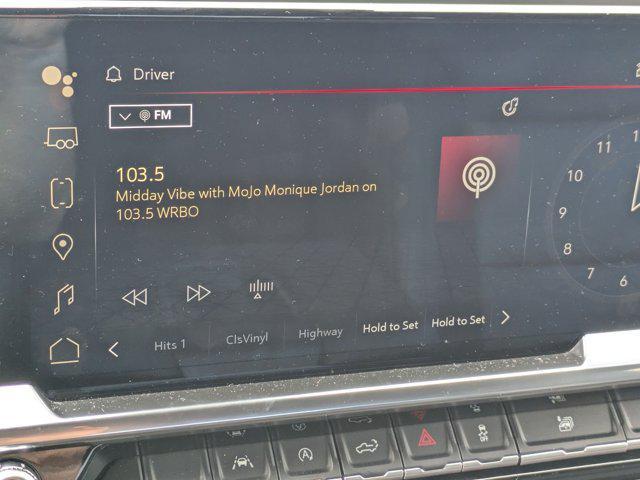 Driver
FM
103.5
Midday Vibe with MoJo Monique Jordan on
103.5 WRBO
Hits 1
ClsVinyl
Highway
Hold to Set
Hold to Set
11
10
9
8
7
6
A